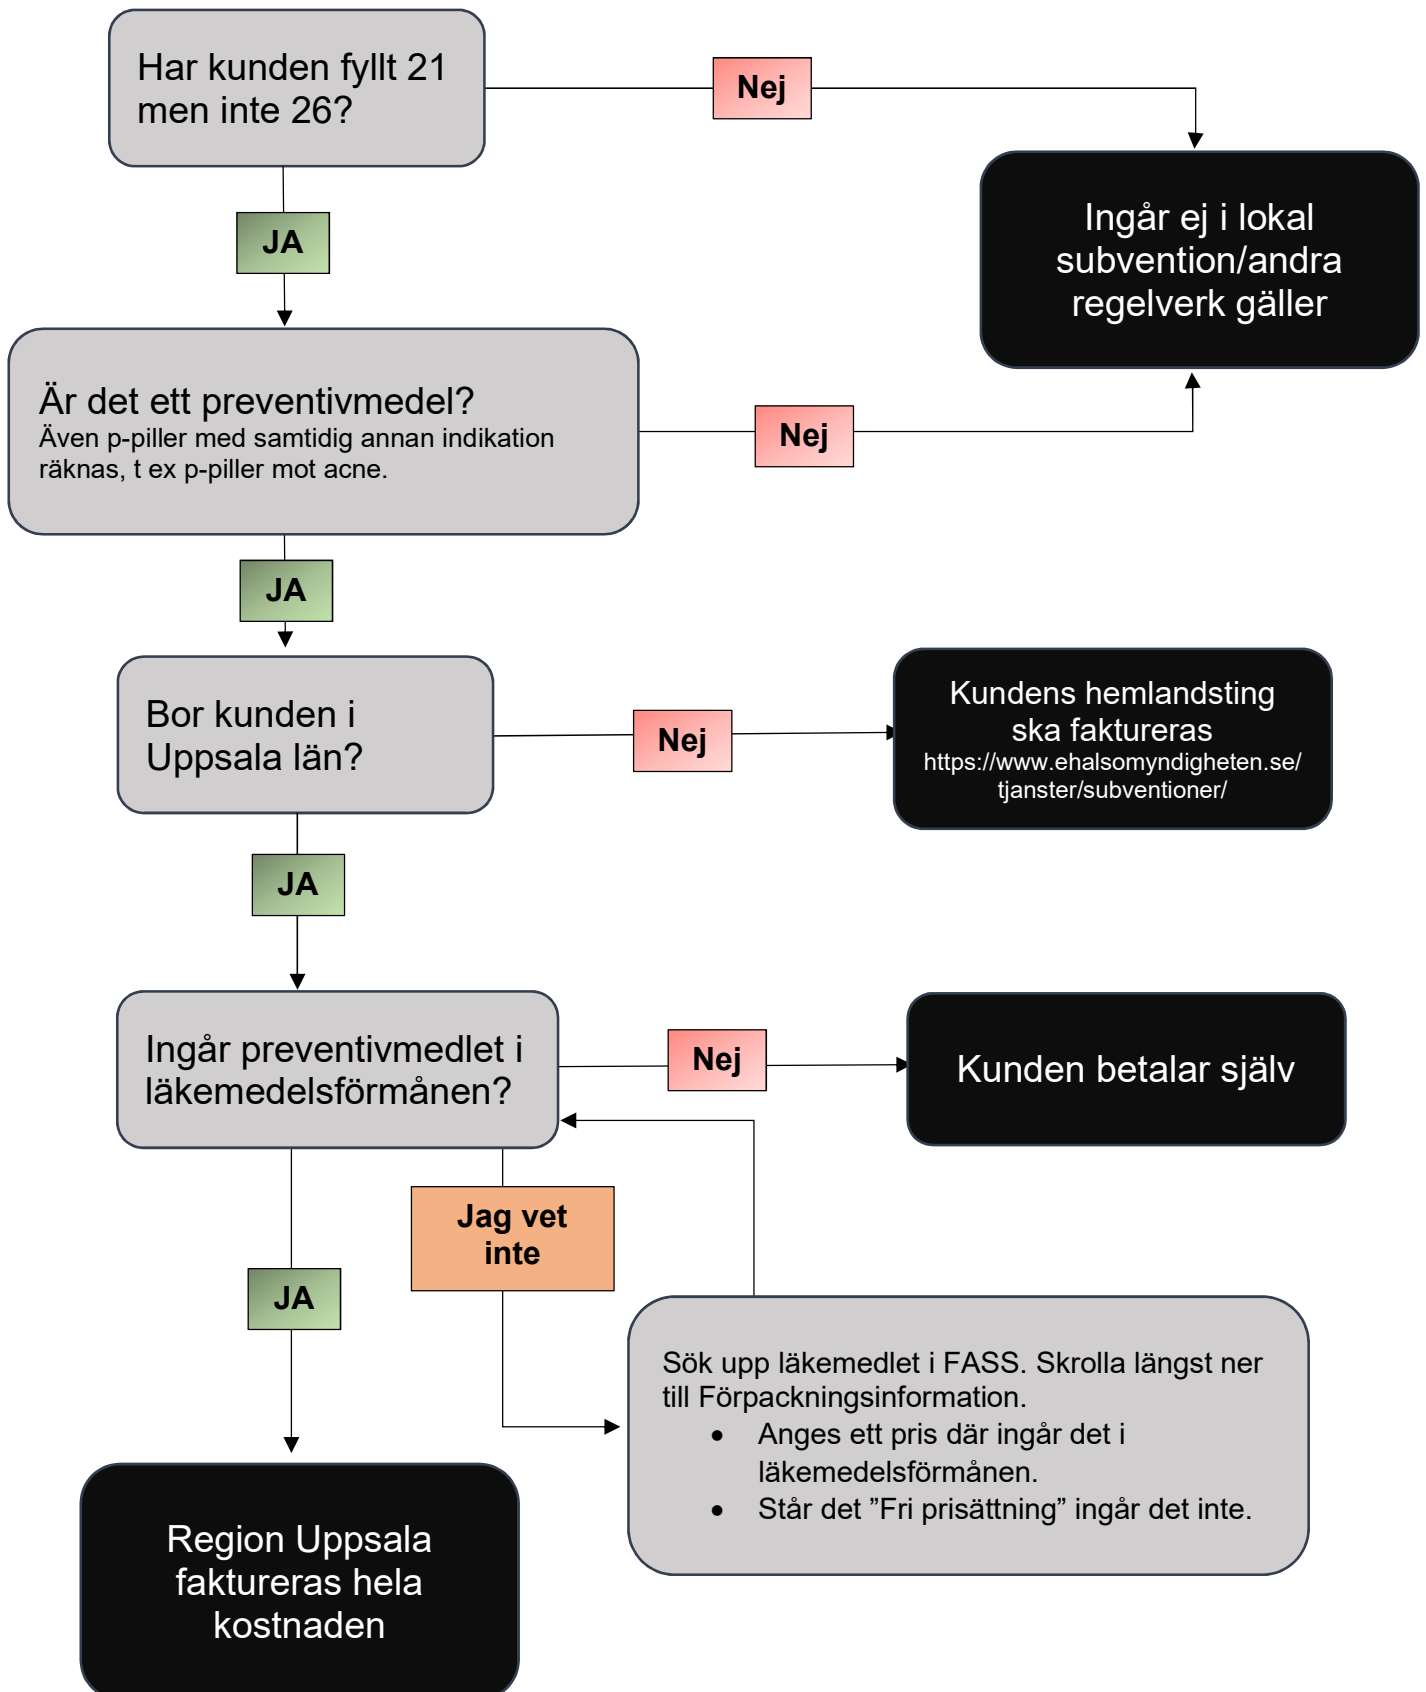 Har kunden fyllt 21
men inte 26?
Nej
JA
Ingår ej i lokal
subvention/andra
regelverk gäller
Är det ett preventivmedel?
Även p-piller med samtidig annan indikation
räknas, t ex p-piller mot acne.
Nej
JA
Bor kunden i
Uppsala län?
Nej
Kundens hemlandsting
ska faktureras
https://www.ehalsomyndigheten.se/
tjanster/subventioner/
JA
Ingår preventivmedlet i
läkemedelsförmånen?
Nej
Kunden betalar själv
Jag vet
inte
JA
Sök upp läkemedlet i FASS. Skrolla längst ner
till Förpackningsinformation.
• Anges ett pris där ingår det i
läkemedelsförmånen.
• Står det ”Fri prisättning” ingår det inte.
Region Uppsala
faktureras hela
kostnaden